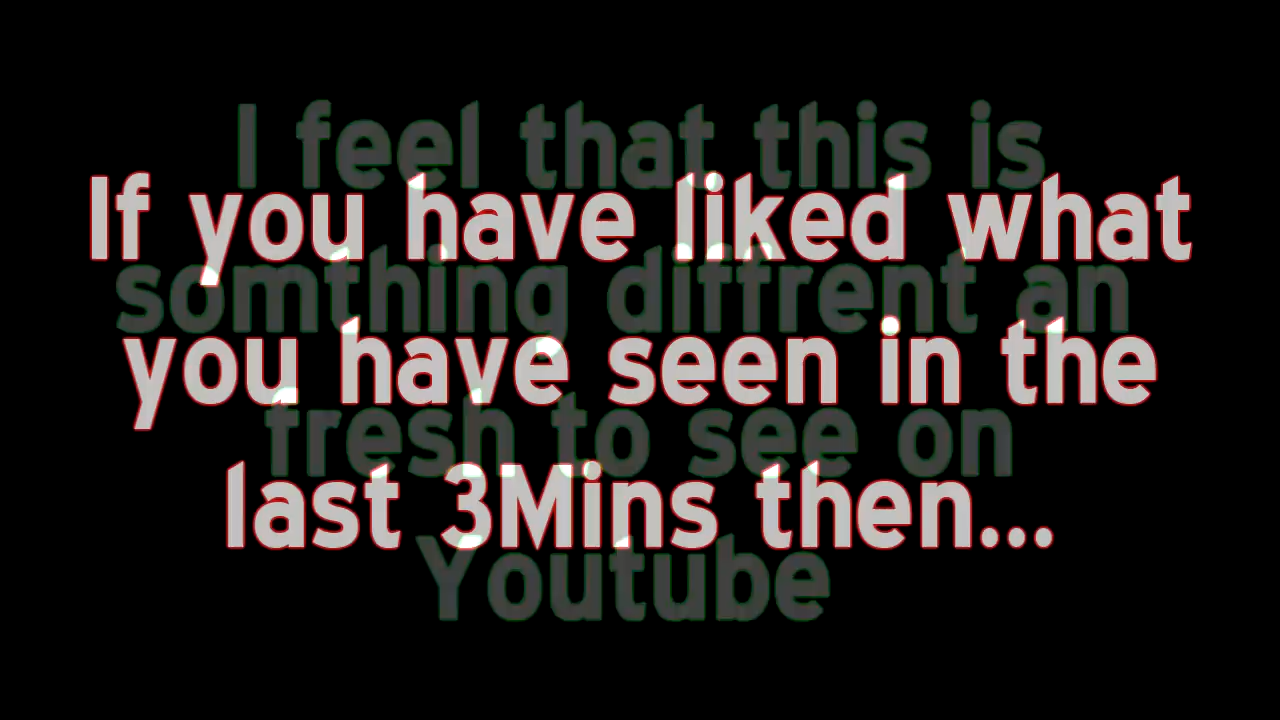 I feel that this is
If you have liked what
somthing diffrent an
you have seen in the
fresh to see on
last 3Mins then...
Youtube